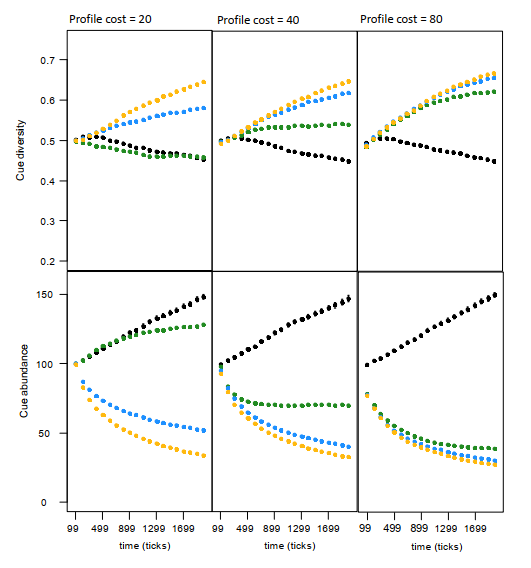 Profile cost = 20 Profile cost = 40 Profile cost = 80
0.7
0.6
0.5
0.4
0.3
0.2
Cue diversity
150
100
50
0
Cue abundance
99 499 899 1299 1699 99 499 899 1299 1699 99 499 899 1299 1699
time (ticks) time (ticks) time (ticks)